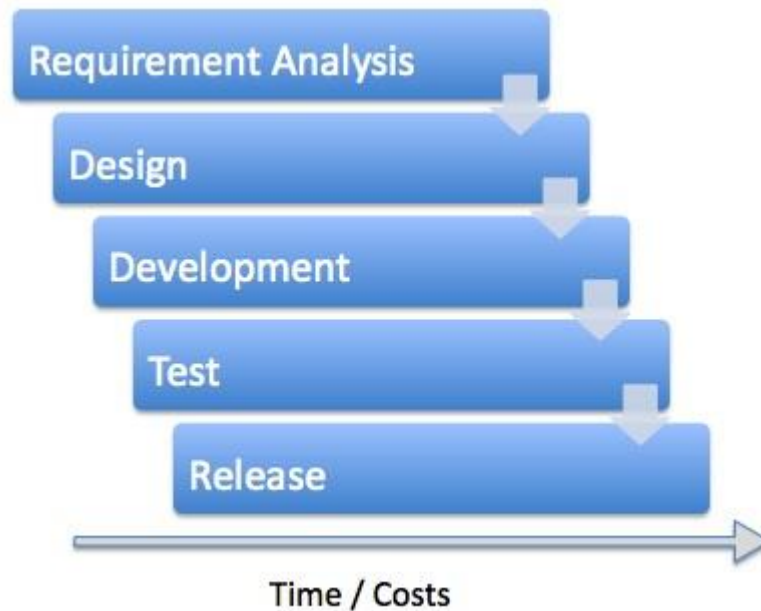 Requirement Analysis
Design
Development
Test
Release
Time / Costs